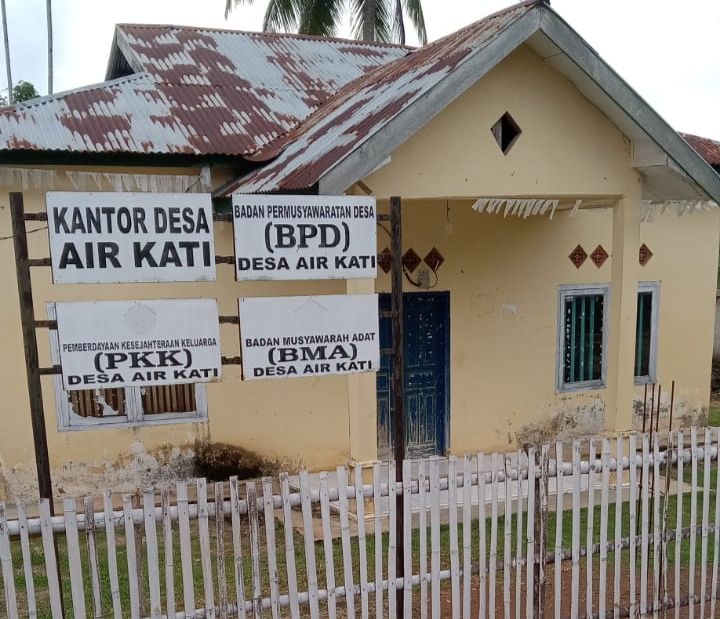 KANTOR DESA
AIR KATI
BADAN PERMUSYAWARATAN DESA
(BPD)
DESA AIR KATI
PEMBERDAYAAN KESEJAHTERAAN KELUARGA
(PKK)
DESA AIR KATI
BADAN MUSYAWARAH ADAT
(BMA)
DESA AIR KATI